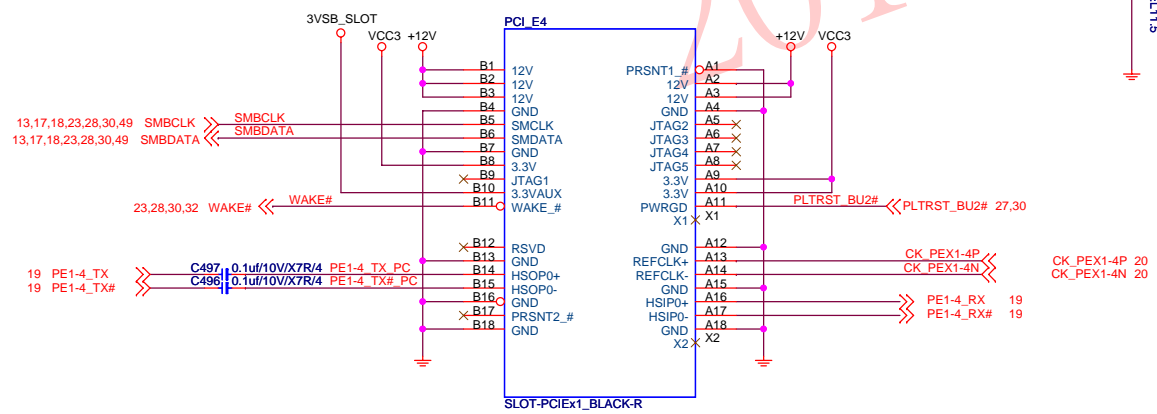 PCI_E4
3VSB_SLOT
VCC3
+12V
+12V
VCC3
B1 12V PRSNT1_# A1
B2 12V 12V A2
B3 12V 12V A3
B4 GND GND A4
13,17,18,23,28,30,49 SMBCLK SMBCLK B5 SMCLK JTAG2 A5
13,17,18,23,28,30,49 SMBDATA SMBDATA B6 SMDATA JTAG3 A6
B7 GND JTAG4 A7
B8 3.3V JTAG5 A8
B9 JTAG1 3.3V A9
B10 3.3VAUX 3.3V A10
23,28,30,32 WAKE# WAKE# B11 WAKE_# PWRGD A11 PLTRST_BU2# PLTRST_BU2# 27,30
X1 X1
B12 RSVD GND A12
B13 GND REFCLK+ A13 CK_PEX1-4P CK_PEX1-4P 20
19 PE1-4_TX C497 0.1uf/10V/X7R/4 PE1-4_TX_PC B14 HSOP0+ REFCLK- A14 CK_PEX1-4N CK_PEX1-4N 20
19 PE1-4_TX# C496 0.1uf/10V/X7R/4 PE1-4_TX#_PC B15 HSOP0- GND A15
B16 GND HSIP0+ A16 PE1-4_RX 19
B17 PRSNT2_# HSIP0- A17 PE1-4_RX# 19
B18 GND GND A18
X2 X2
SLOT-PCIEx1_BLACK-R